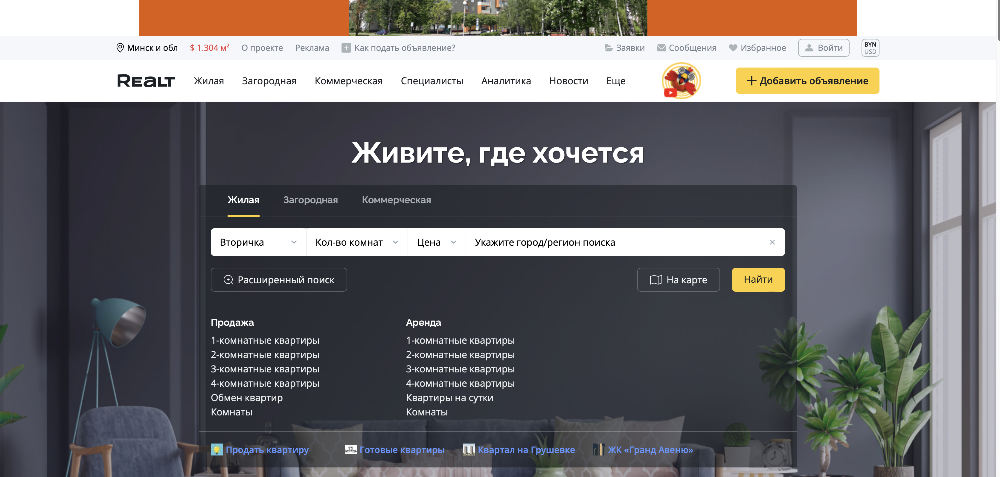 Минск и обл $ 1.304 м² О проекте Реклама Как подать объявление? Заявки Сообщения Избранное Войти BYN
USD
REALT Жилая Загородная Коммерческая Специалисты Аналитика Новости Еще Добавить объявление
Живите, где хочется
Жилая Загородная Коммерческая
Вторичка Кол-во комнат Цена Укажите город/регион поиска
Расширенный поиск На карте Найти
Продажа Аренда
1-комнатные квартиры 1-комнатные квартиры
2-комнатные квартиры 2-комнатные квартиры
3-комнатные квартиры 3-комнатные квартиры
4-комнатные квартиры 4-комнатные квартиры
Обмен квартир Квартиры на сутки
Комнаты Комнаты
Продать квартиру Готовые квартиры Квартал на Грушевке ЖК «Гранд Авеню»